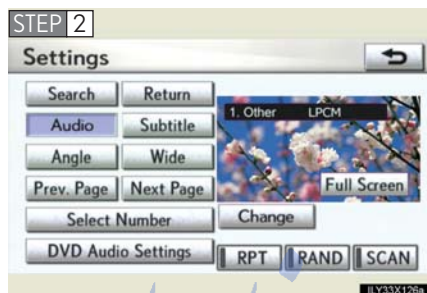 STEP 2
Settings
Search Return
Audio Subtitle
1. Other LPCM
Angle Wide
Prev. Page Next Page
Full Screen
Select Number
Change
DVD Audio Settings
RPT RAND SCAN
ILY33X126a